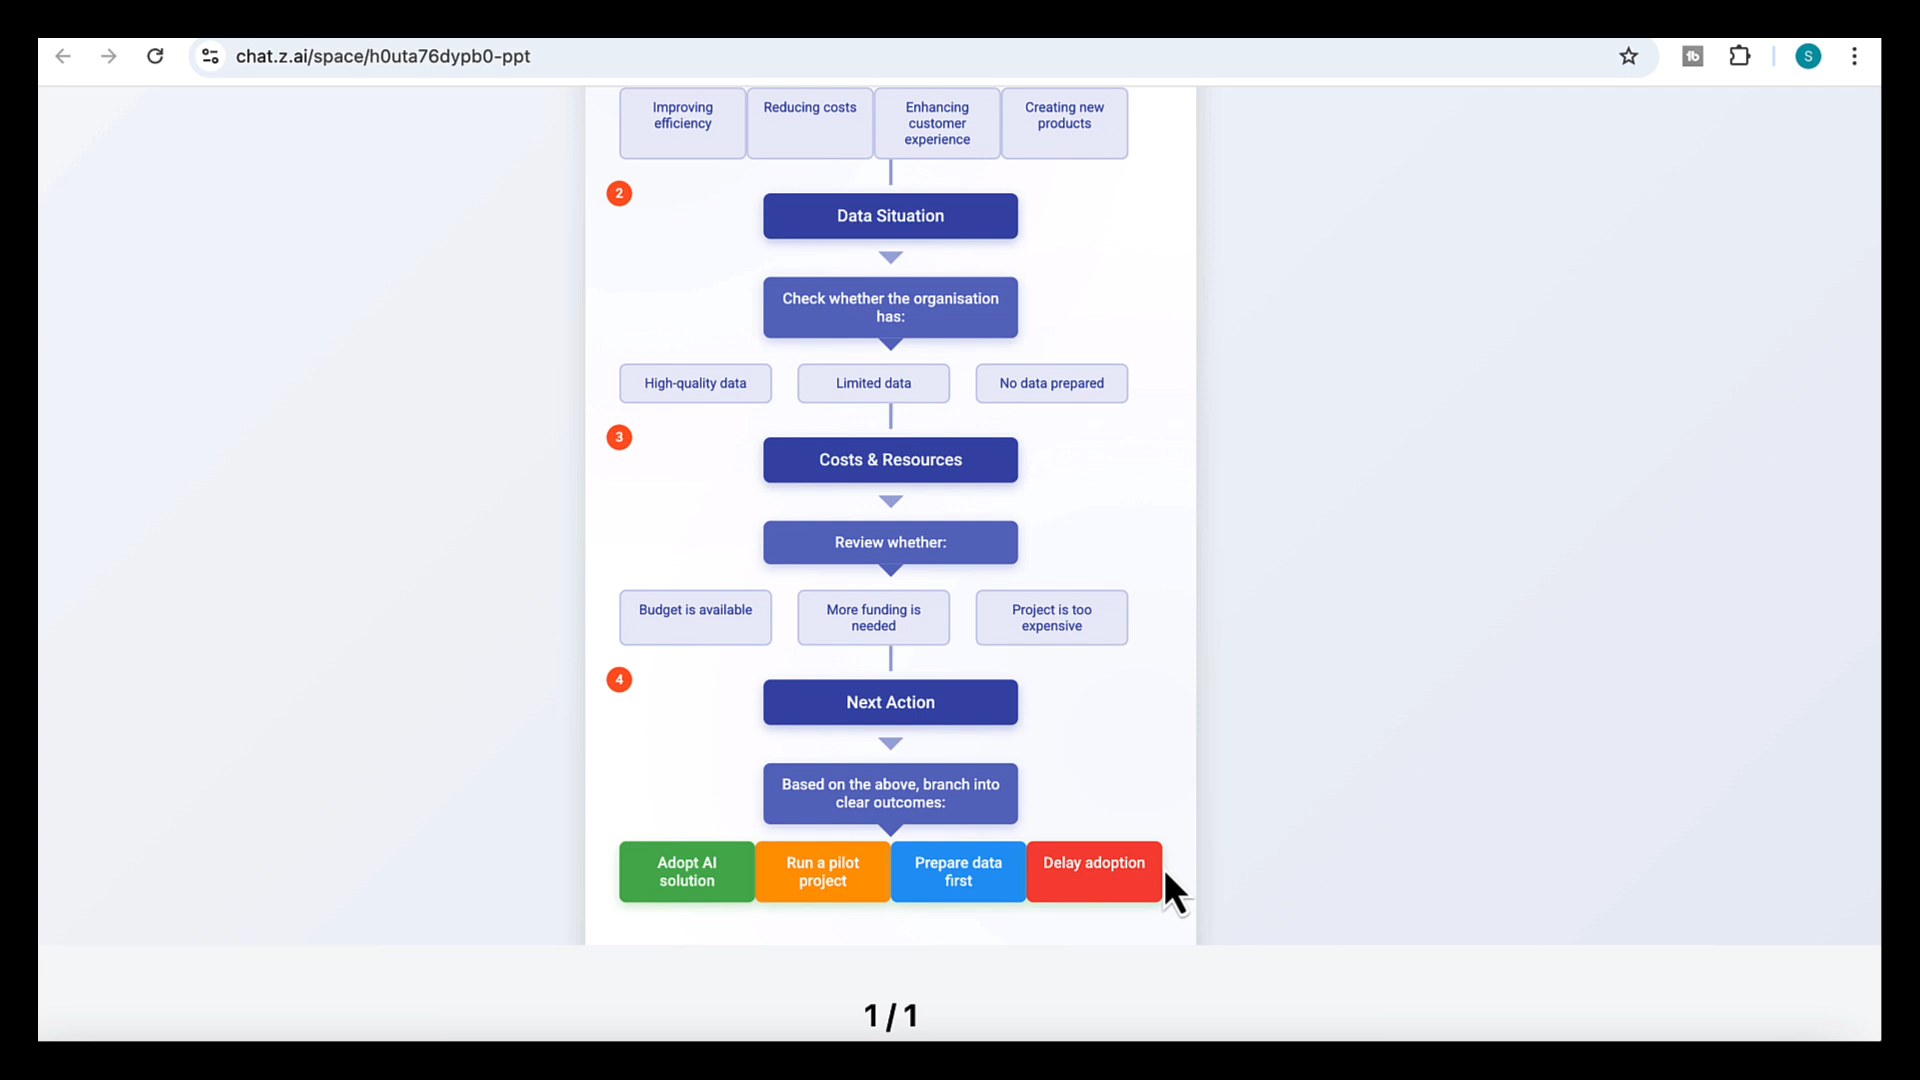 chat.z.ai/space/h0uta76dypb0-ppt
S
Improving
efficiency
Reducing costs
Enhancing
customer
experience
Creating new
products
2
Data Situation
Check whether the organisation
has:
High-quality data
Limited data
No data prepared
3
Costs & Resources
Review whether:
Budget is available
More funding is
needed
Project is too
expensive
4
Next Action
Based on the above, branch into
clear outcomes:
Adopt AI
solution
Run a pilot
project
Prepare data
first
Delay adoption
1 / 1